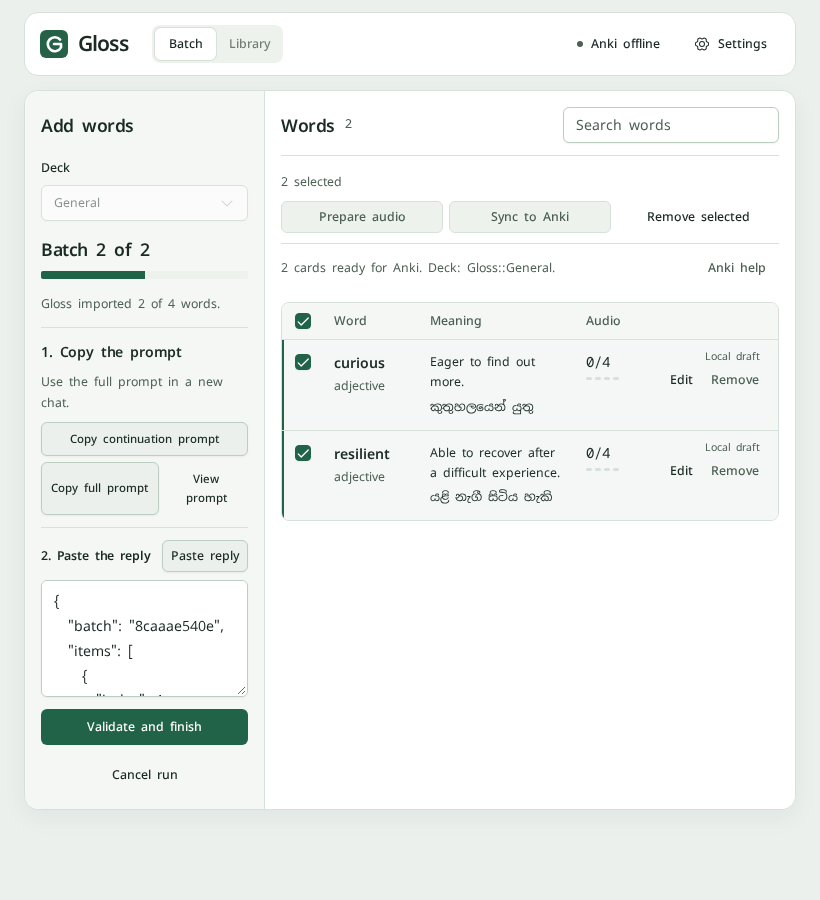 G Gloss
Batch
Library
Anki offline
Settings
Add words
Deck
General
Batch 2 of 2
Gloss imported 2 of 4 words.
1. Copy the prompt
Use the full prompt in a new
chat.
Copy continuation prompt
Copy full prompt
View
prompt
2. Paste the reply
Paste reply
{
"batch": "8caaae540e",
"items": [
{
Validate and finish
Cancel run
Words 2
Search words
2 selected
Prepare audio
Sync to Anki
Remove selected
2 cards ready for Anki. Deck: Gloss::General.
Anki help
Word
Meaning
Audio
curious
adjective
Eager to find out
more.
කුතුහලයෙන් යුතු
0/4
Local draft
Edit
Remove
resilient
adjective
Able to recover after
a difficult experience.
යළි නැගී සිටිය හැකි
0/4
Local draft
Edit
Remove